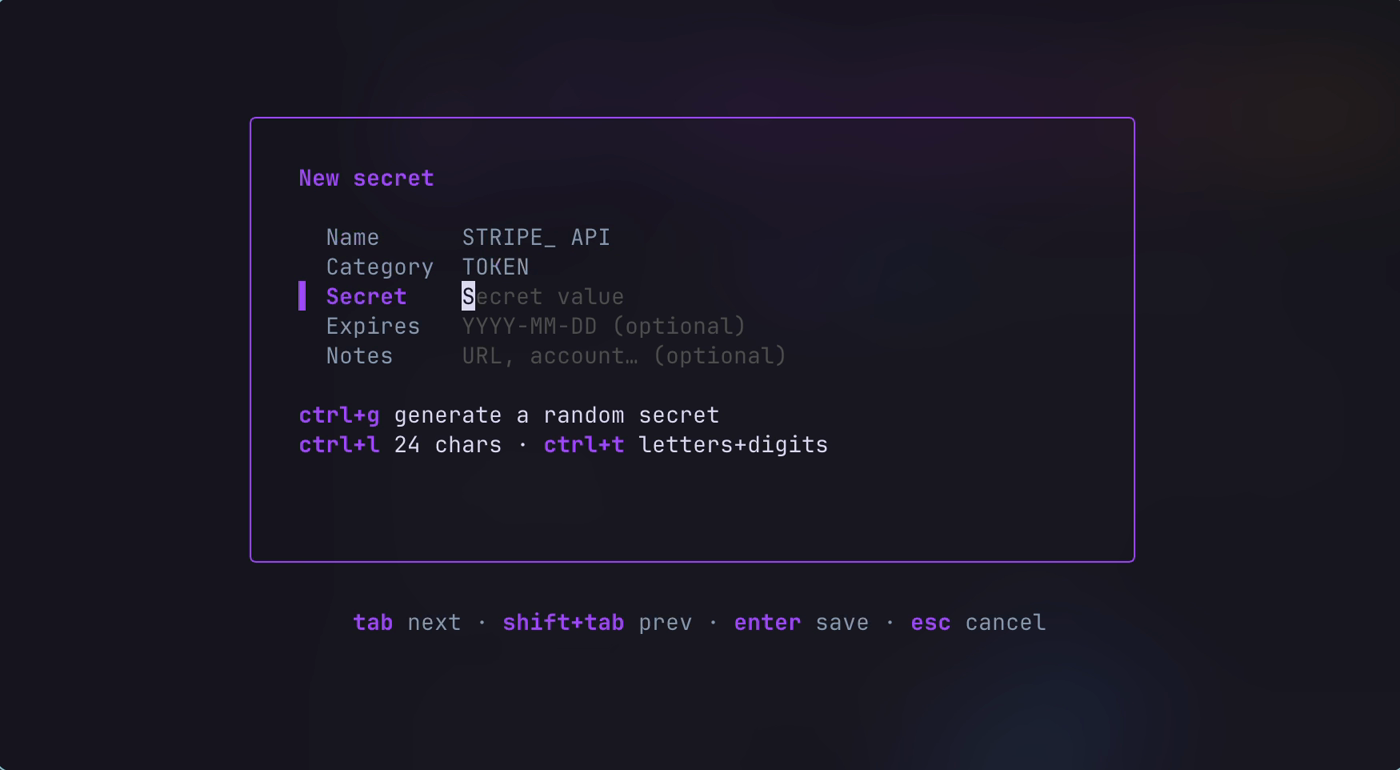 New secret
Name STRIPE_ API
Category TOKEN
Secret Secret value
Expires YYYY-MM-DD (optional)
Notes URL, account… (optional)
ctrl+g generate a random secret
ctrl+l 24 chars · ctrl+t letters+digits
tab next · shift+tab prev · enter save · esc cancel